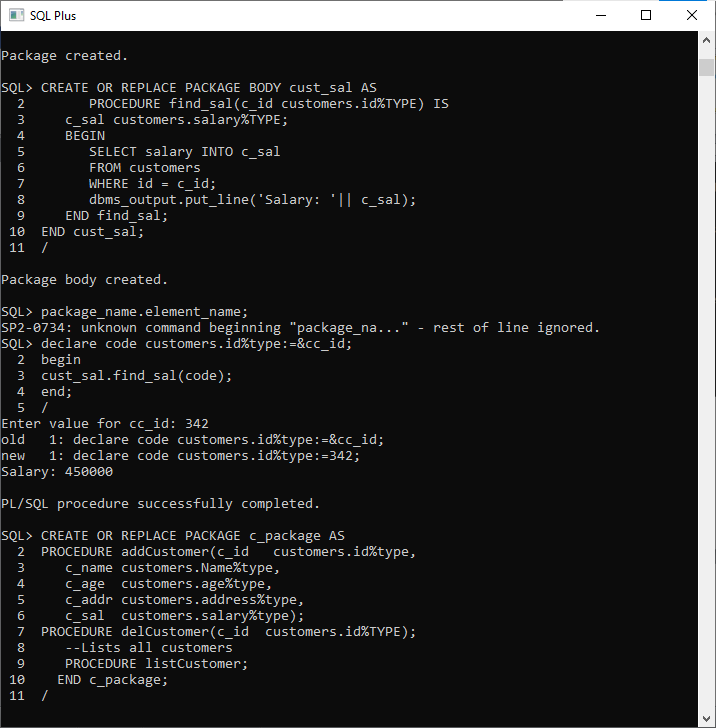 SQL Plus
Package created.
SQL> CREATE OR REPLACE PACKAGE BODY cust_sal AS
  2        PROCEDURE find_sal(c_id customers.id%TYPE) IS
  3     c_sal customers.salary%TYPE;
  4     BEGIN
  5        SELECT salary INTO c_sal
  6        FROM customers
  7        WHERE id = c_id;
  8        dbms_output.put_line('Salary: '|| c_sal);
  9     END find_sal;
 10  END cust_sal;
 11  /
Package body created.
SQL> package_name.element_name;
SP2-0734: unknown command beginning "package_na..." - rest of line ignored.
SQL> declare code customers.id%type:=&cc_id;
  2  begin
  3  cust_sal.find_sal(code);
  4  end;
  5  /
Enter value for cc_id: 342
old   1: declare code customers.id%type:=&cc_id;
new   1: declare code customers.id%type:=342;
Salary: 450000
PL/SQL procedure successfully completed.
SQL> CREATE OR REPLACE PACKAGE c_package AS
  2  PROCEDURE addCustomer(c_id   customers.id%type,
  3     c_name customers.Name%type,
  4     c_age  customers.age%type,
  5     c_addr customers.address%type,
  6     c_sal  customers.salary%type);
  7  PROCEDURE delCustomer(c_id  customers.id%TYPE);
  8     --Lists all customers
  9     PROCEDURE listCustomer;
 10    END c_package;
 11  /